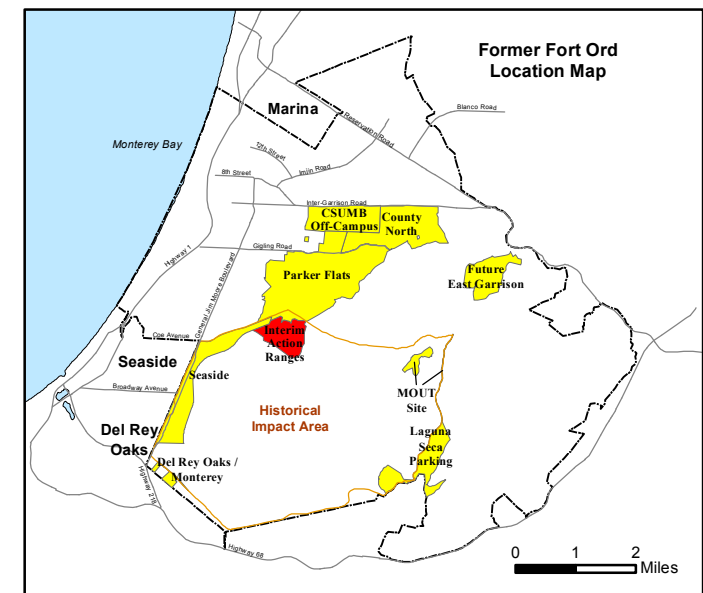 Former Fort Ord
Location Map
Marina
Blanco Road
Reservation Road
Monterey Bay
12th Street
Imjin Road
8th Street
Inter-Garrison Road
CSUMB
Off-Campus
County
North
Gigling Road
Highway 1
General Jim Moore Boulevard
Parker Flats
Future
East Garrison
Coe Avenue
Interim
Action
Ranges
Seaside
Seaside
Broadway Avenue
MOUT
Site
Historical
Impact Area
Del Rey
Oaks
Laguna
Seca
Parking
Del Rey Oaks /
Monterey
Highway 218
Highway 68
0 1 2
Miles